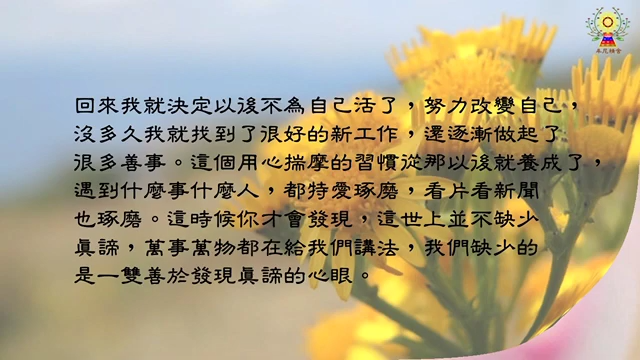 回來我就決定以後不為自己活了，努力改變自己，
沒多久我就找到了很好的新工作，還逐漸做起了
很多善事。這個用心揣摩的習慣從那以後就養成了，
遇到什麼事什麼人，都特愛琢磨，看片看新聞
也琢磨。這時候你才會發現，這世上並不缺少
真諦，萬事萬物都在給我們講法，我們缺少的
是一雙善於發現真諦的心眼。